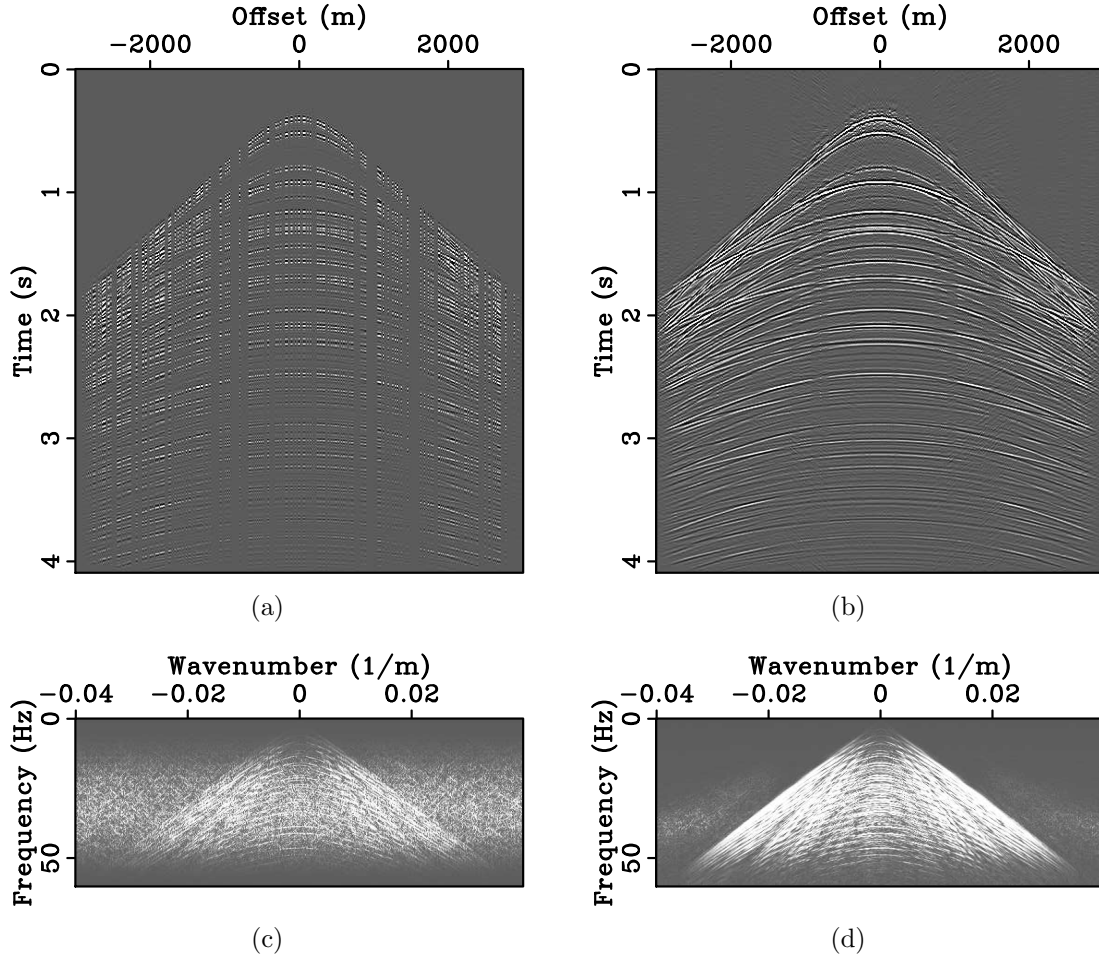 Offset (m)
−2000 0 2000
0
1
2
3
4
Time (s)
(a)
Offset (m)
−2000 0 2000
0
1
2
3
4
Time (s)
(b)
Wavenumber (1/m)
−0.04 −0.02 0 0.02
0
50
Frequency (Hz)
(c)
Wavenumber (1/m)
−0.04 −0.02 0 0.02
0
50
Frequency (Hz)
(d)